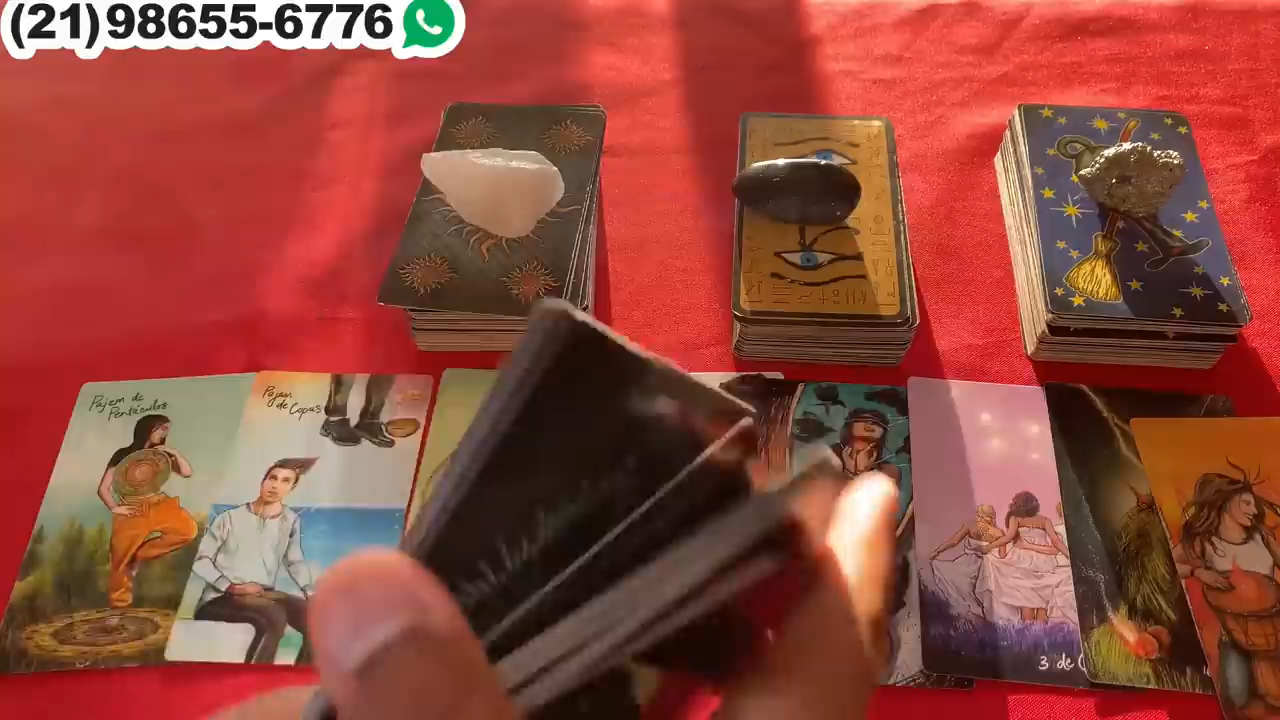 (21)98655-6776
Pajem de
Pentáculos
Pajem
de Copas
3 de